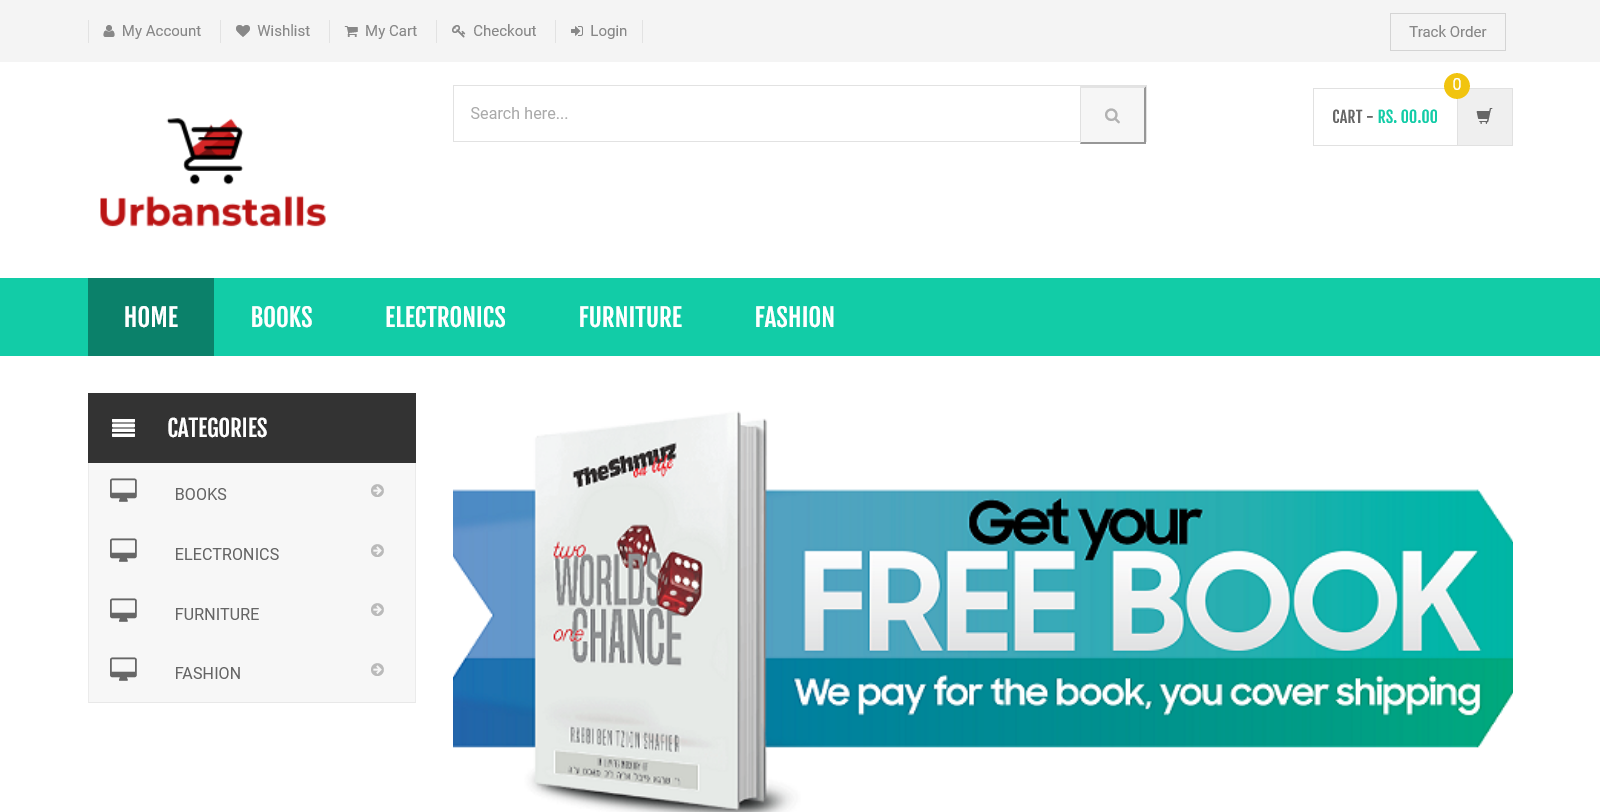 My Account
Wishlist
My Cart
Checkout
Login
Track Order
Search here...
0
CART - RS. 00.00
Urbanstalls
HOME
BOOKS
ELECTRONICS
FURNITURE
FASHION
CATEGORIES
BOOKS
ELECTRONICS
FURNITURE
FASHION
TheShmuz
on life
two
WORLDS
one CHANCE
RABBI BEN TZION SHAFIER
Get your
FREE BOOK
We pay for the book, you cover shipping